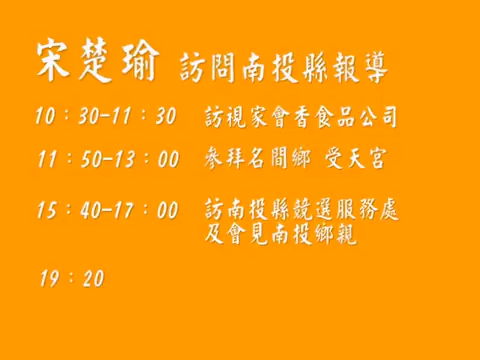 宋楚瑜 訪問南投縣報導
10：30-11：30 訪視家會香食品公司
11：50-13：00 參拜名間鄉 受天宮
15：40-17：00 訪南投縣競選服務處
及會見南投鄉親
19：20